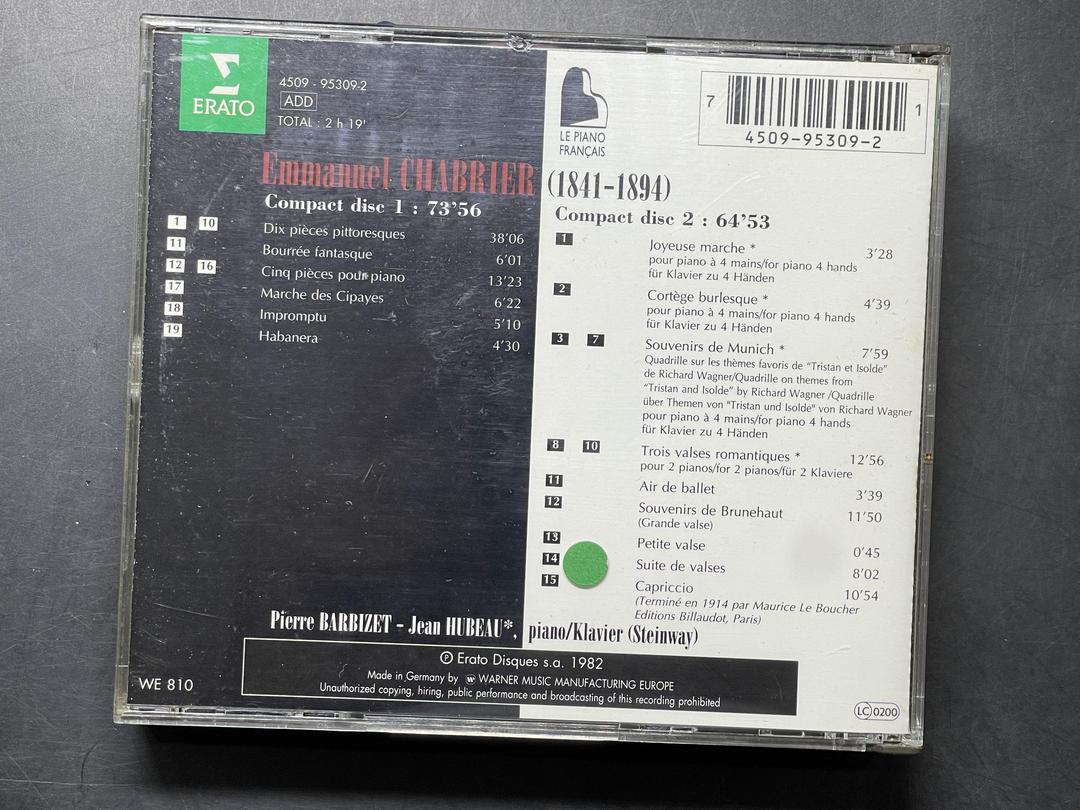 ERATO
4509 - 95309-2
ADD
TOTAL : 2 h 19'
LE PIANO
FRANÇAIS
7 1
4509-95309-2
Emmanuel CHABRIER (1841-1894)
Compact disc 1 : 73'56
1 10 Dix pièces pittoresques 38'06
11 Bourrée fantasque 6'01
12 16 Cinq pièces pour piano 13'23
17 Marche des Cipayes 6'22
18 Impromptu 5'10
19 Habanera 4'30
Compact disc 2 : 64'53
1 Joyeuse marche * 3'28
pour piano à 4 mains/for piano 4 hands
für Klavier zu 4 Händen
2 Cortège burlesque * 4'39
pour piano à 4 mains/for piano 4 hands
für Klavier zu 4 Händen
3 7 Souvenirs de Munich * 7'59
Quadrille sur les thèmes favoris de "Tristan et Isolde"
de Richard Wagner/Quadrille on themes from
"Tristan and Isolde" by Richard Wagner /Quadrille
über Themen von "Tristan und Isolde" von Richard Wagner
pour piano à 4 mains/for piano 4 hands
für Klavier zu 4 Händen
8 10 Trois valses romantiques * 12'56
pour 2 pianos/for 2 pianos/für 2 Klaviere
11 Air de ballet 3'39
12 Souvenirs de Brunehaut 11'50
(Grande valse)
13 Petite valse 0'45
14 Suite de valses 8'02
15 Capriccio 10'54
(Terminé en 1914 par Maurice Le Boucher
Editions Billaudot, Paris)
Pierre BARBIZET - Jean HUBEAU*, piano/Klavier (Steinway)
℗ Erato Disques s.a. 1982
Made in Germany by W WARNER MUSIC MANUFACTURING EUROPE
Unauthorized copying, hiring, public performance and broadcasting of this recording prohibited
WE 810
LC 0200